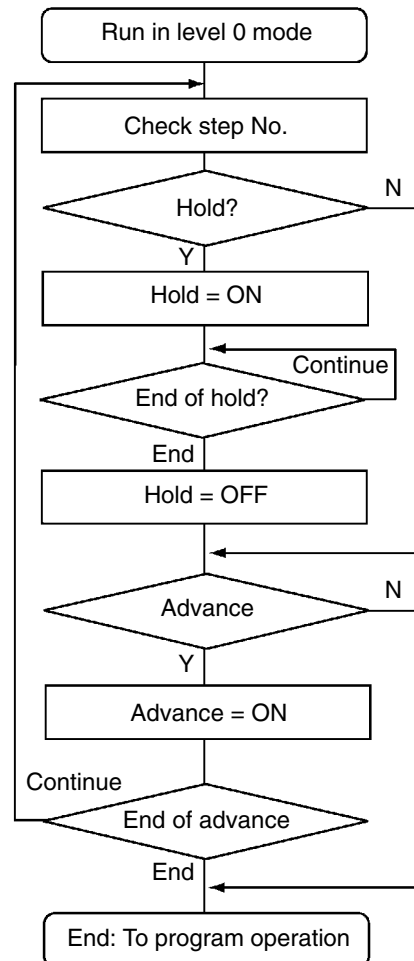 Run in level 0 mode
Check step No.
Hold?
N
Y
Hold = ON
Continue
End of hold?
End
Hold = OFF
Advance
N
Y
Advance = ON
Continue
End of advance
End
End: To program operation